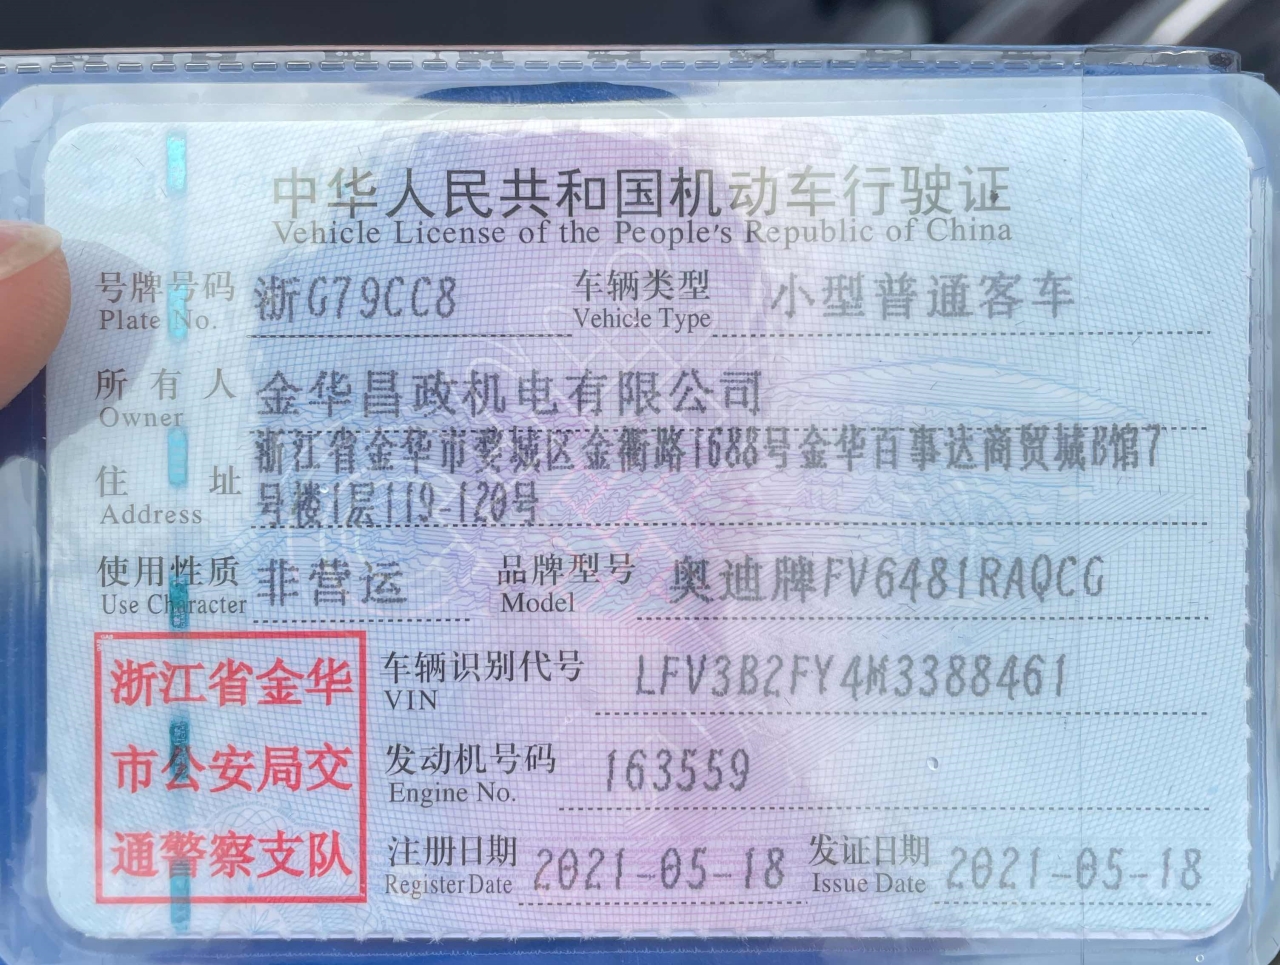 中华人民共和国机动车行驶证
Vehicle License of the People's Republic of China
号牌号码 浙G79CC8 车辆类型 小型普通客车
Plate No. Vehicle Type
所有人 金华昌政机电有限公司
Owner
住址 浙江省金华市婺城区金衢路1688号金华百事达商贸城B馆7
Address 号楼1层119-120号
使用性质 非营运 品牌型号 奥迪牌FV6481RAQCG
Use Character Model
车辆识别代号 LFV3B2FY4M3388461
VIN
发动机号码 163559
Engine No.
注册日期 2021-05-18 发证日期 2021-05-18
Register Date Issue Date
浙江省金华
市公安局交
通警察支队